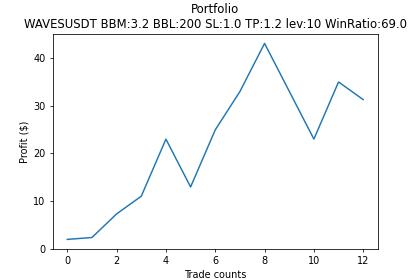 Portfolio
WAVESUSDT BBM:3.2 BBL:200 SL:1.0 TP:1.2 lev:10 WinRatio:69.0
Profit ($)
40
30
20
10
0
0 2 4 6 8 10 12
Trade counts